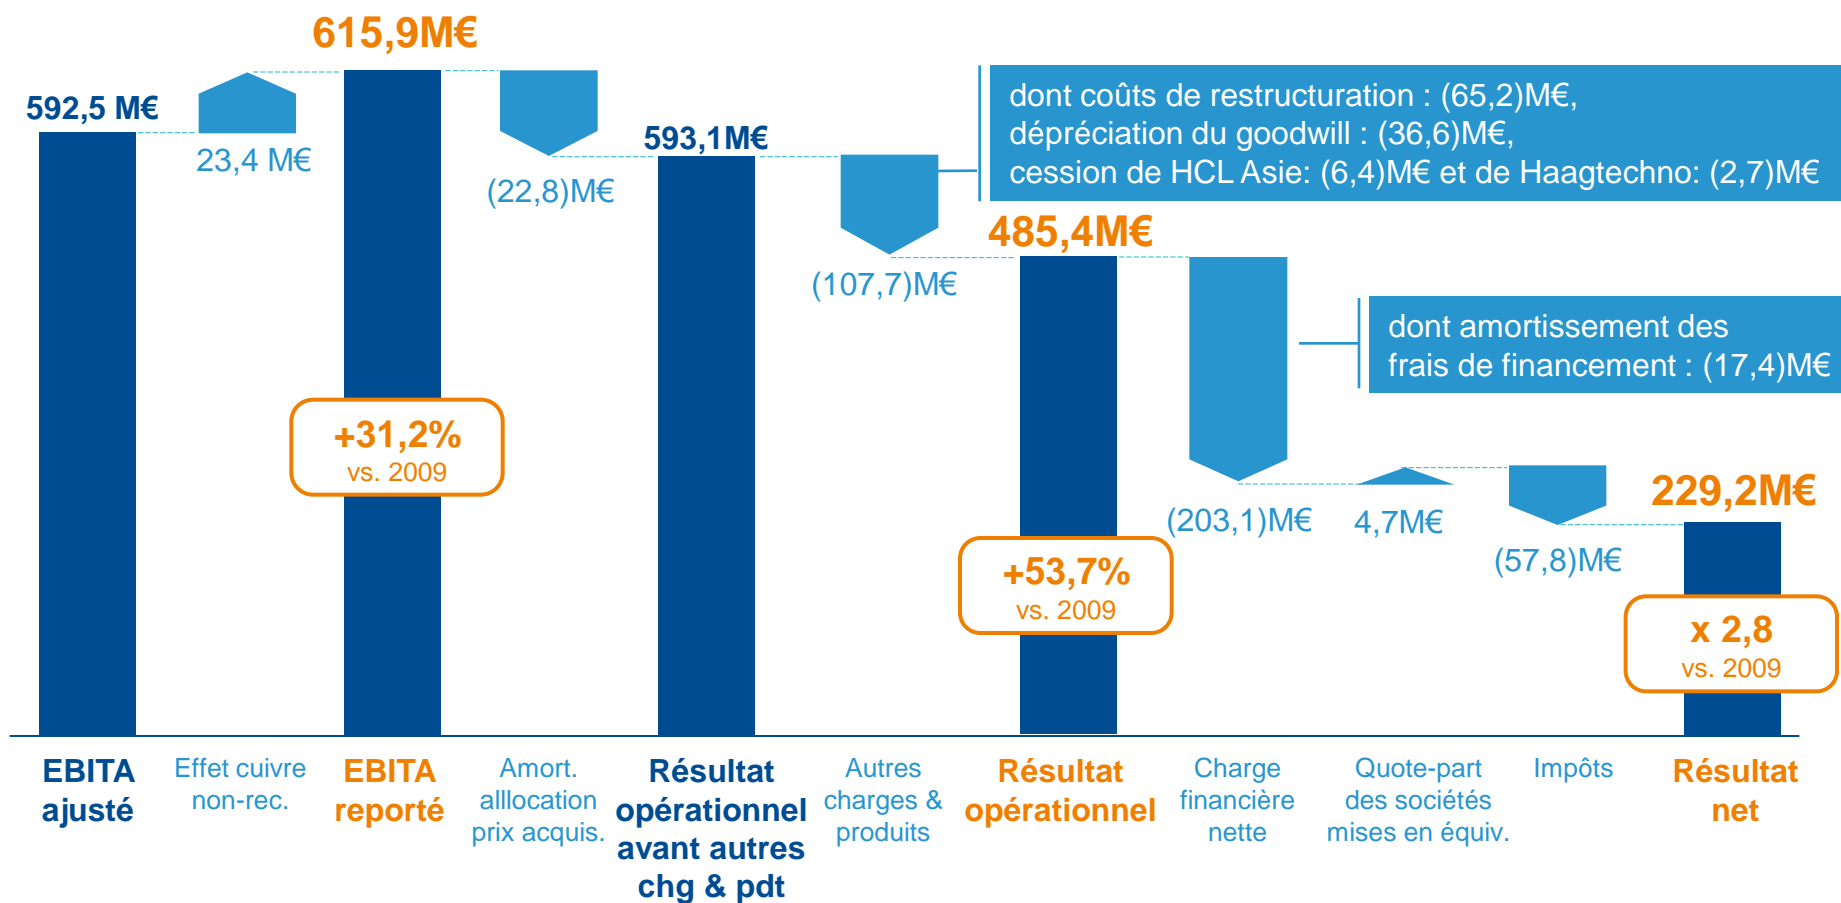 615,9M€
592,5 M€
23,4 M€
(22,8)M€
593,1M€
(107,7)M€
dont coûts de restructuration : (65,2)M€,
dépréciation du goodwill : (36,6)M€,
cession de HCL Asie: (6,4)M€ et de Haagtechno: (2,7)M€
485,4M€
dont amortissement des
frais de financement : (17,4)M€
+31,2%
vs. 2009
(203,1)M€
4,7M€
(57,8)M€
229,2M€
+53,7%
vs. 2009
x 2,8
vs. 2009
EBITA
ajusté
Effet cuivre
non-rec.
EBITA
reporté
Amort.
alllocation
prix acquis.
Résultat
opérationnel
avant autres
chg & pdt
Autres
charges &
produits
Résultat
opérationnel
Charge
financière
nette
Quote-part
des sociétés
mises en équiv.
Impôts
Résultat
net